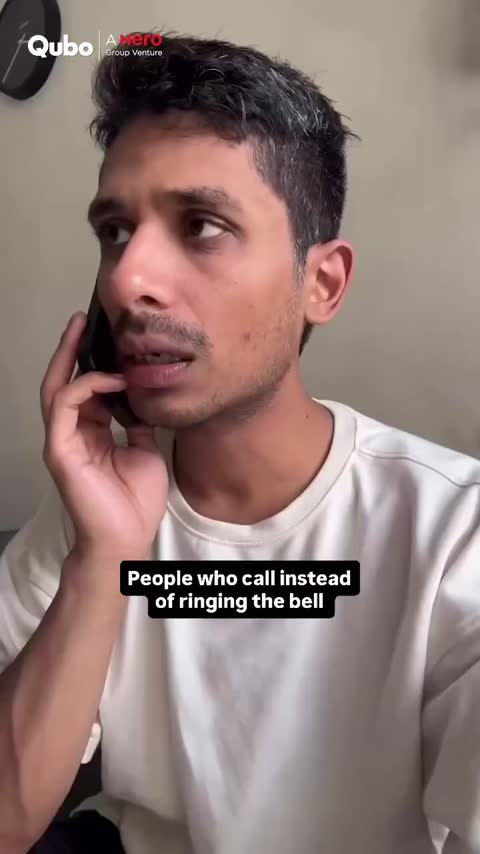 Qubo
A HERO
Group Venture
People who call instead
of ringing the bell